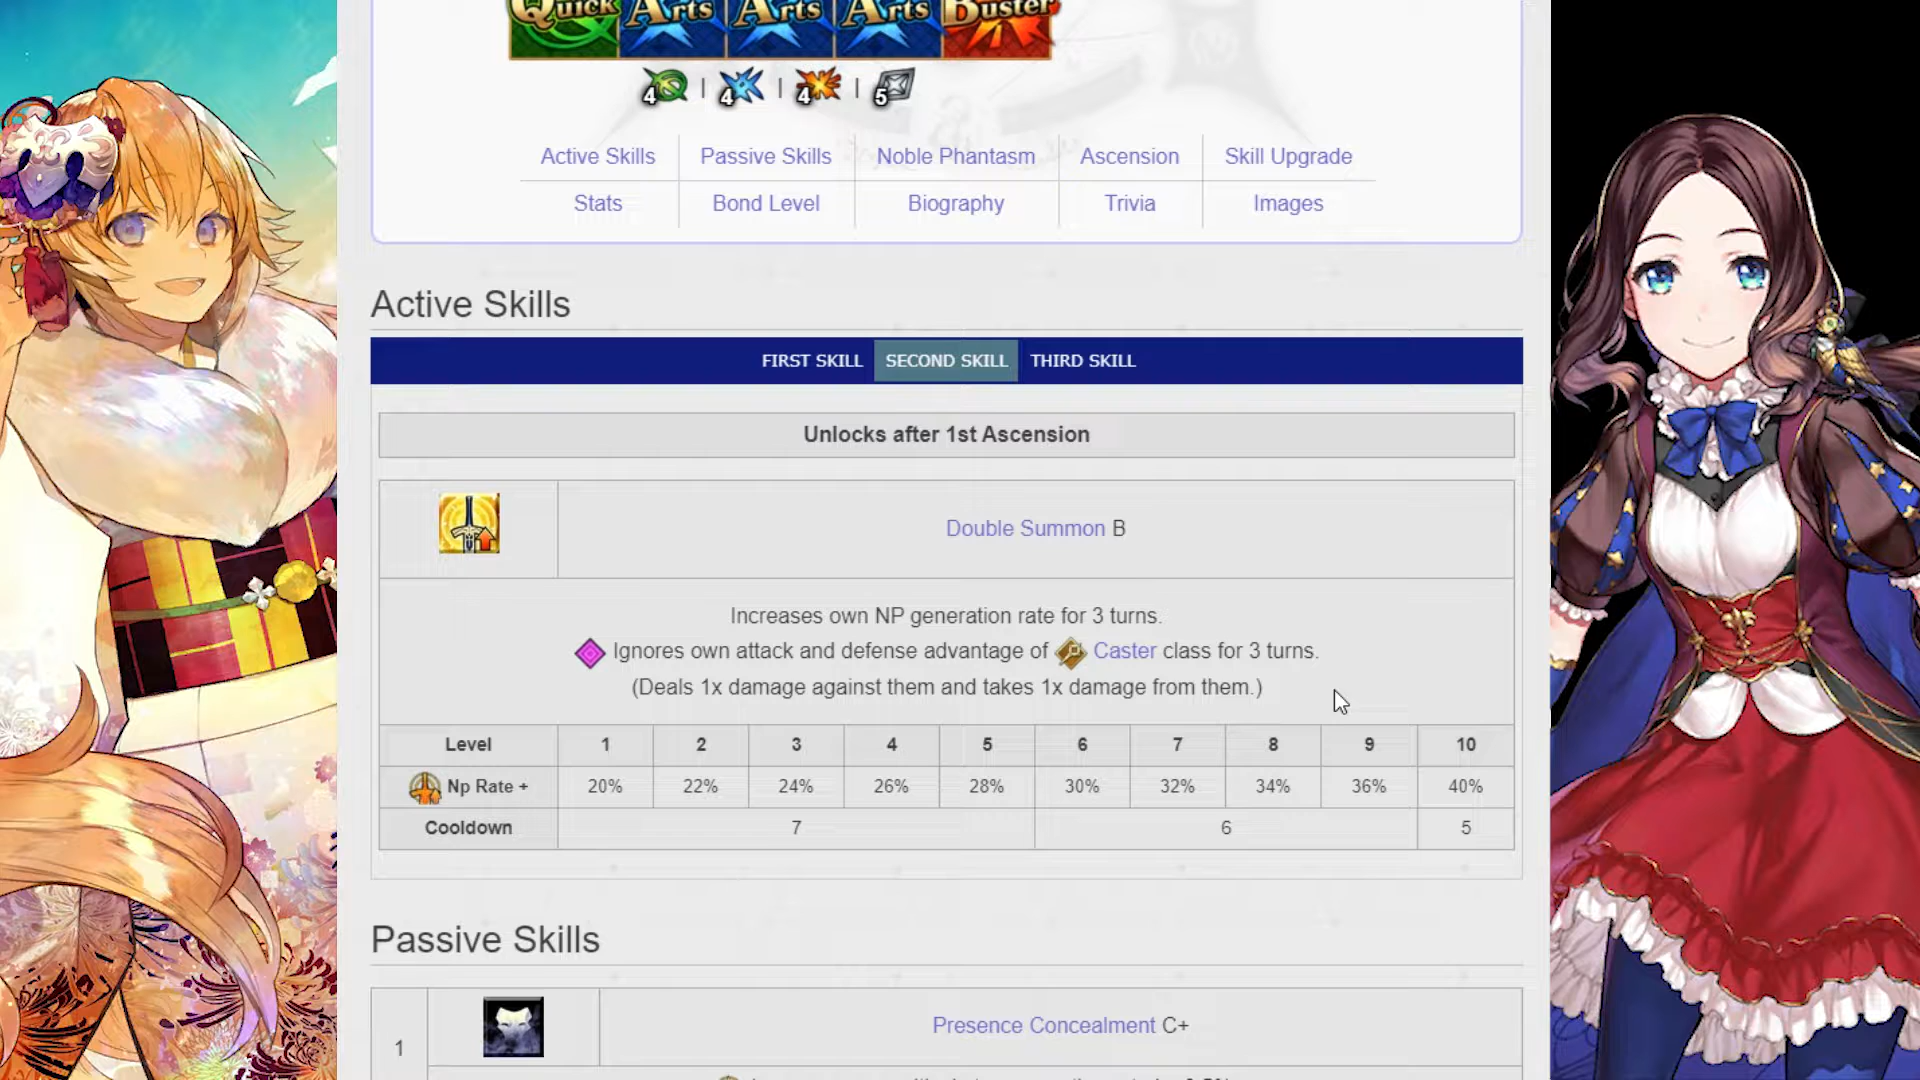 Quick Arts Arts Arts Buster
4 | 4 | 4 | 5
Active Skills Passive Skills Noble Phantasm Ascension Skill Upgrade
Stats Bond Level Biography Trivia Images
Active Skills
FIRST SKILL SECOND SKILL THIRD SKILL
Unlocks after 1st Ascension
Double Summon B
Increases own NP generation rate for 3 turns.
Ignores own attack and defense advantage of Caster class for 3 turns.
(Deals 1x damage against them and takes 1x damage from them.)
Level 1 2 3 4 5 6 7 8 9 10
Np Rate + 20% 22% 24% 26% 28% 30% 32% 34% 36% 40%
Cooldown 7 6 5
Passive Skills
1 Presence Concealment C+